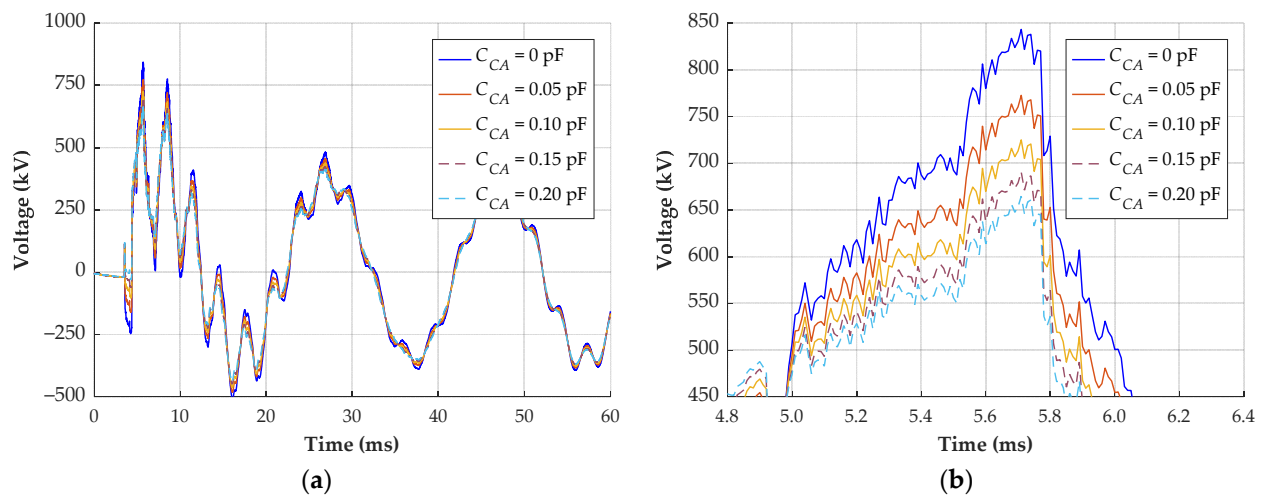 1000
750
500
250
0
−250
−500
Voltage (kV)
0
10
20
30
40
50
60
Time (ms)
C_CA = 0 pF
C_CA = 0.05 pF
C_CA = 0.10 pF
C_CA = 0.15 pF
C_CA = 0.20 pF
(a)
850
800
750
700
650
600
550
500
450
Voltage (kV)
4.8
5.0
5.2
5.4
5.6
5.8
6.0
6.2
6.4
Time (ms)
C_CA = 0 pF
C_CA = 0.05 pF
C_CA = 0.10 pF
C_CA = 0.15 pF
C_CA = 0.20 pF
(b)